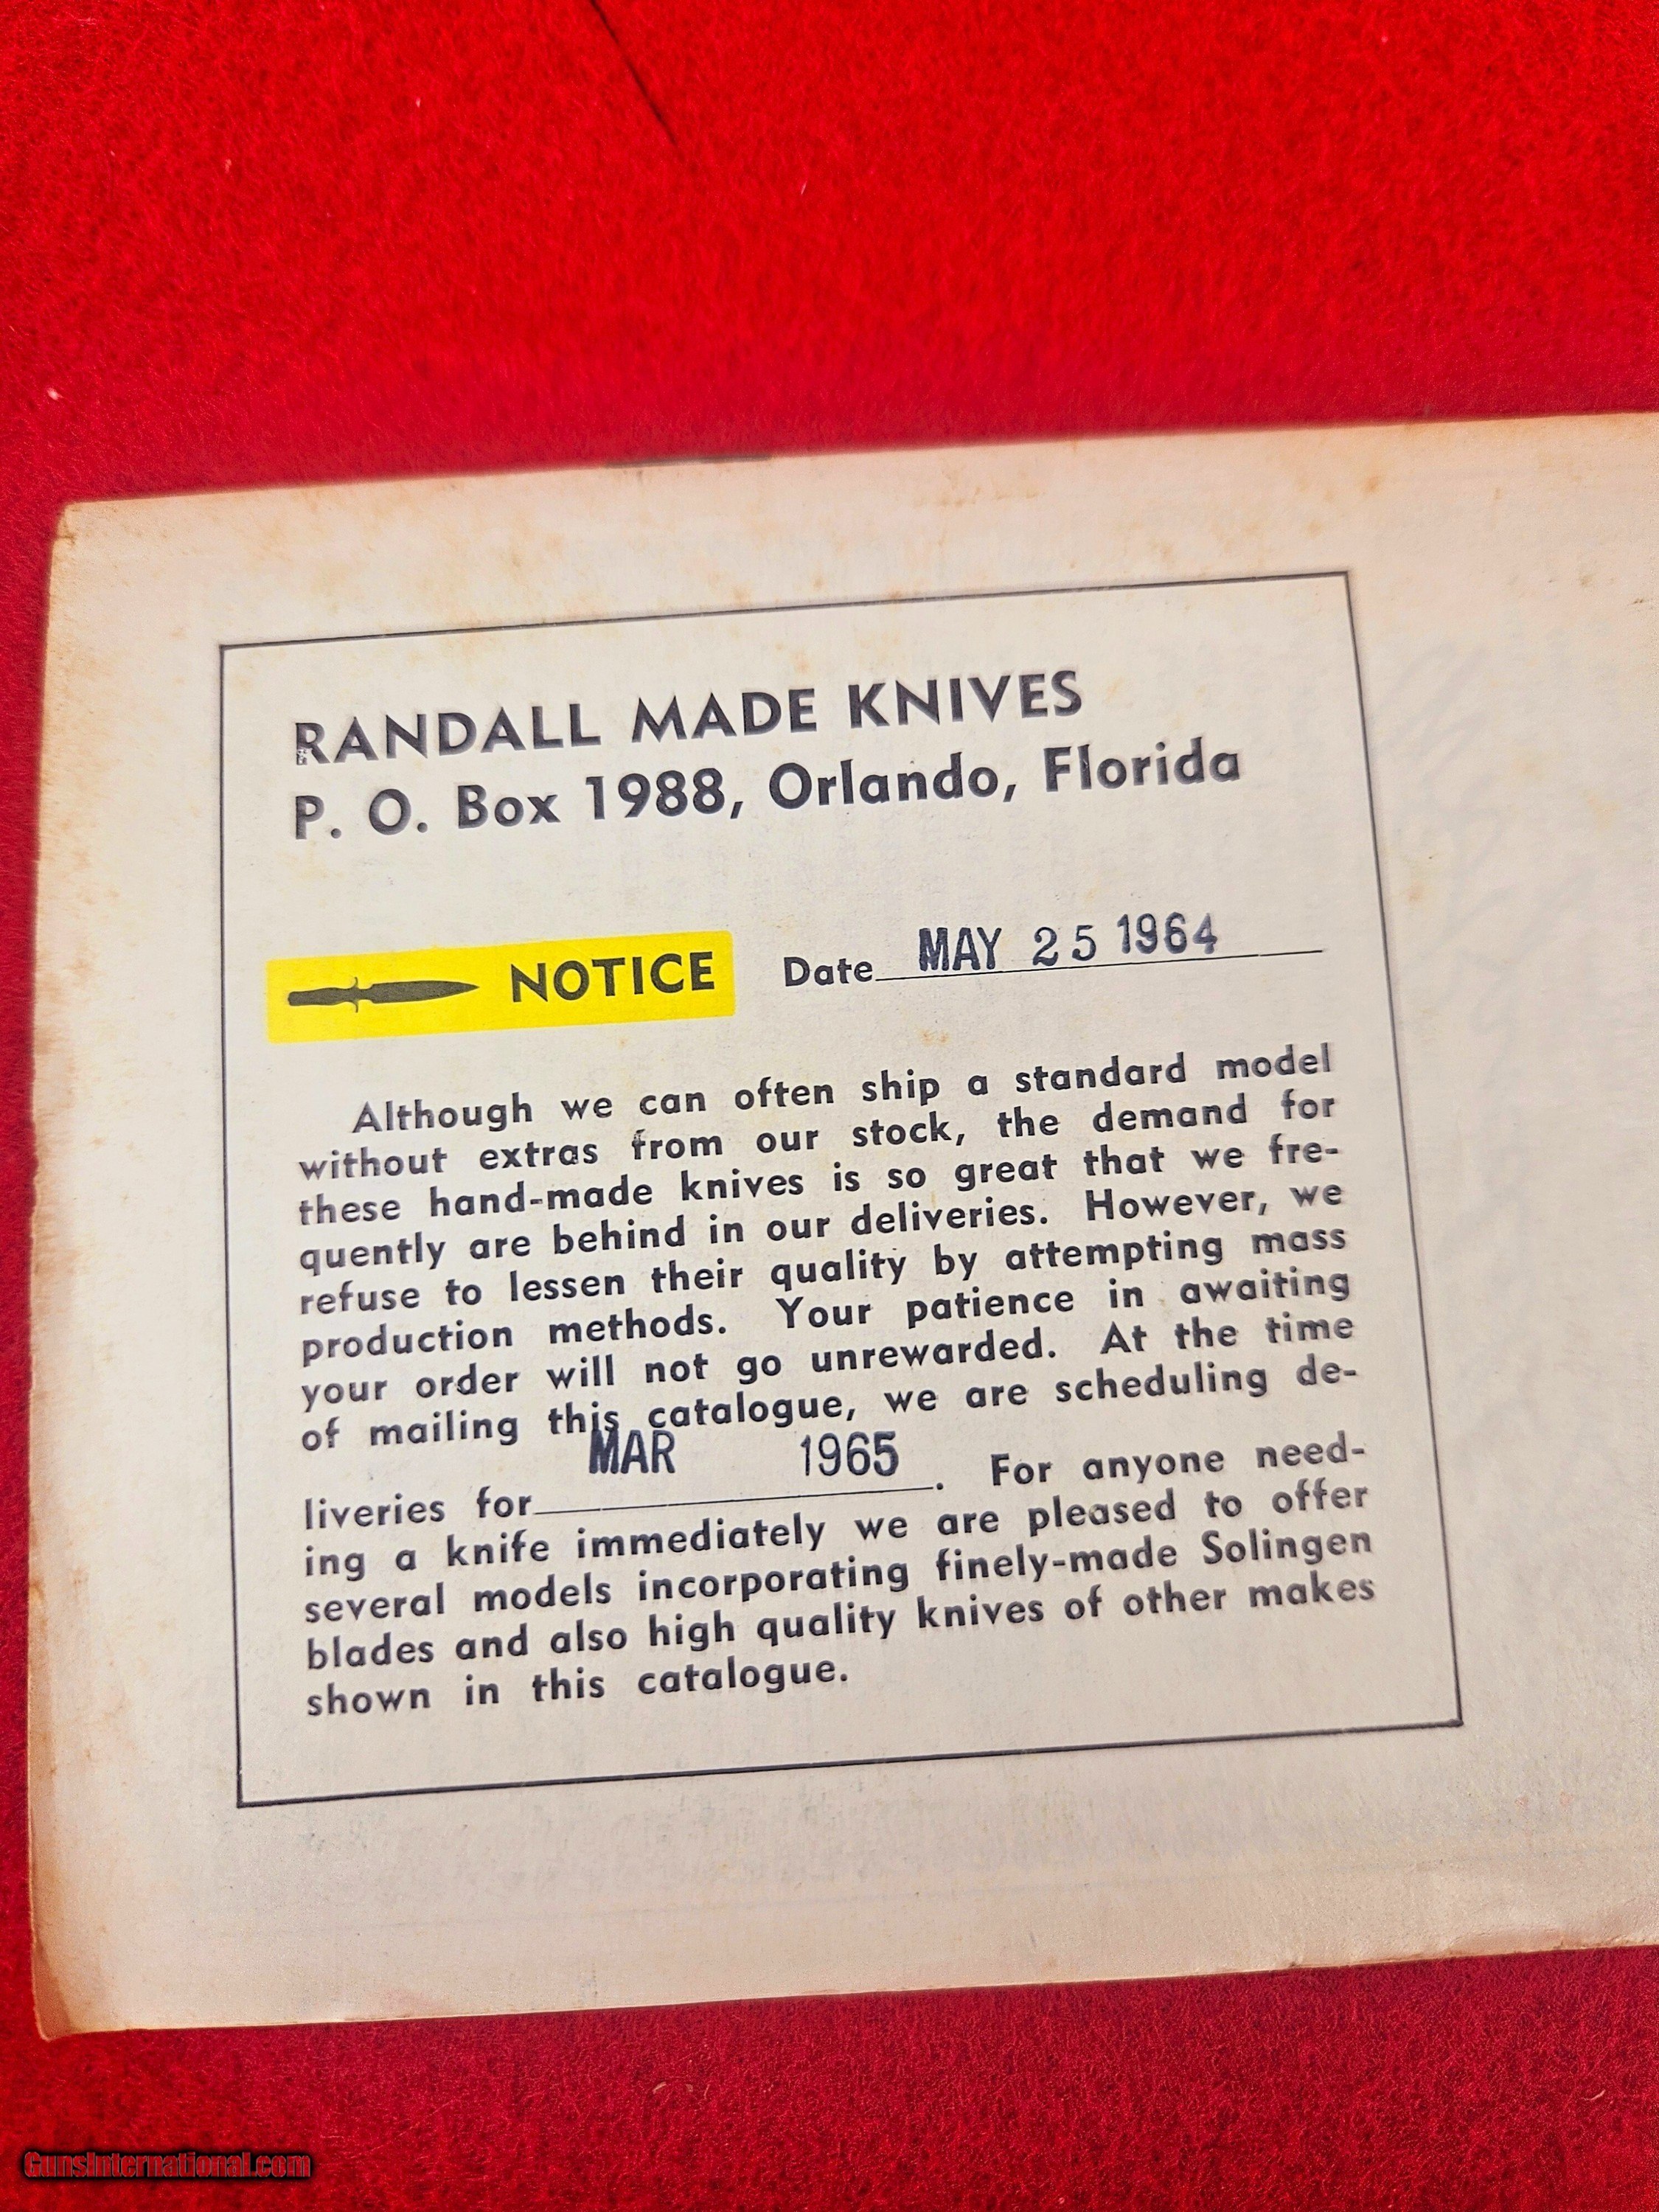 RANDALL MADE KNIVES
P. O. Box 1988, Orlando, Florida
NOTICE Date MAY 25 1964
Although we can often ship a standard model
without extras from our stock, the demand for
these hand-made knives is so great that we fre-
quently are behind in our deliveries. However, we
refuse to lessen their quality by attempting mass
production methods. Your patience in awaiting
your order will not go unrewarded. At the time
of mailing this catalogue, we are scheduling de-
liveries for MAR 1965. For anyone need-
ing a knife immediately we are pleased to offer
several models incorporating finely-made Solingen
blades and also high quality knives of other makes
shown in this catalogue.
GunsInternational.com